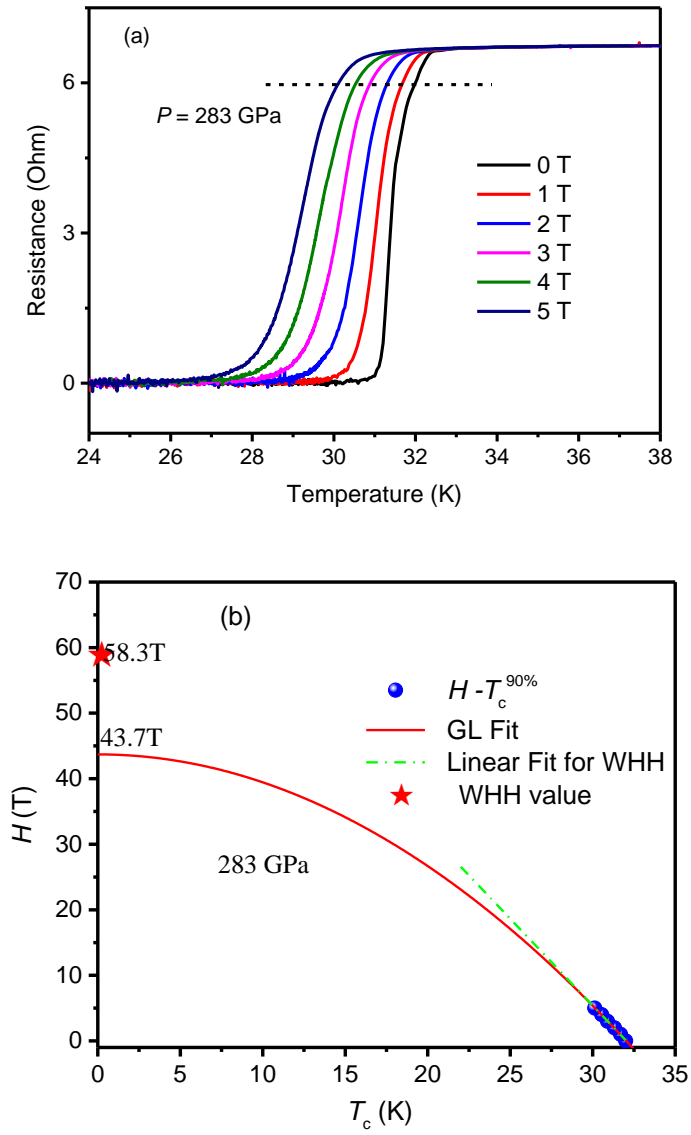 (a)
6
3
0
Resistance (Ohm)
P = 283 GPa
0 T
1 T
2 T
3 T
4 T
5 T
24 26 28 30 32 34 36 38
Temperature (K)
(b)
70
60
50
40
30
20
10
0
H (T)
58.3T
43.7T
283 GPa
H -Tc90%
GL Fit
Linear Fit for WHH
WHH value
0 5 10 15 20 25 30 35
Tc (K)